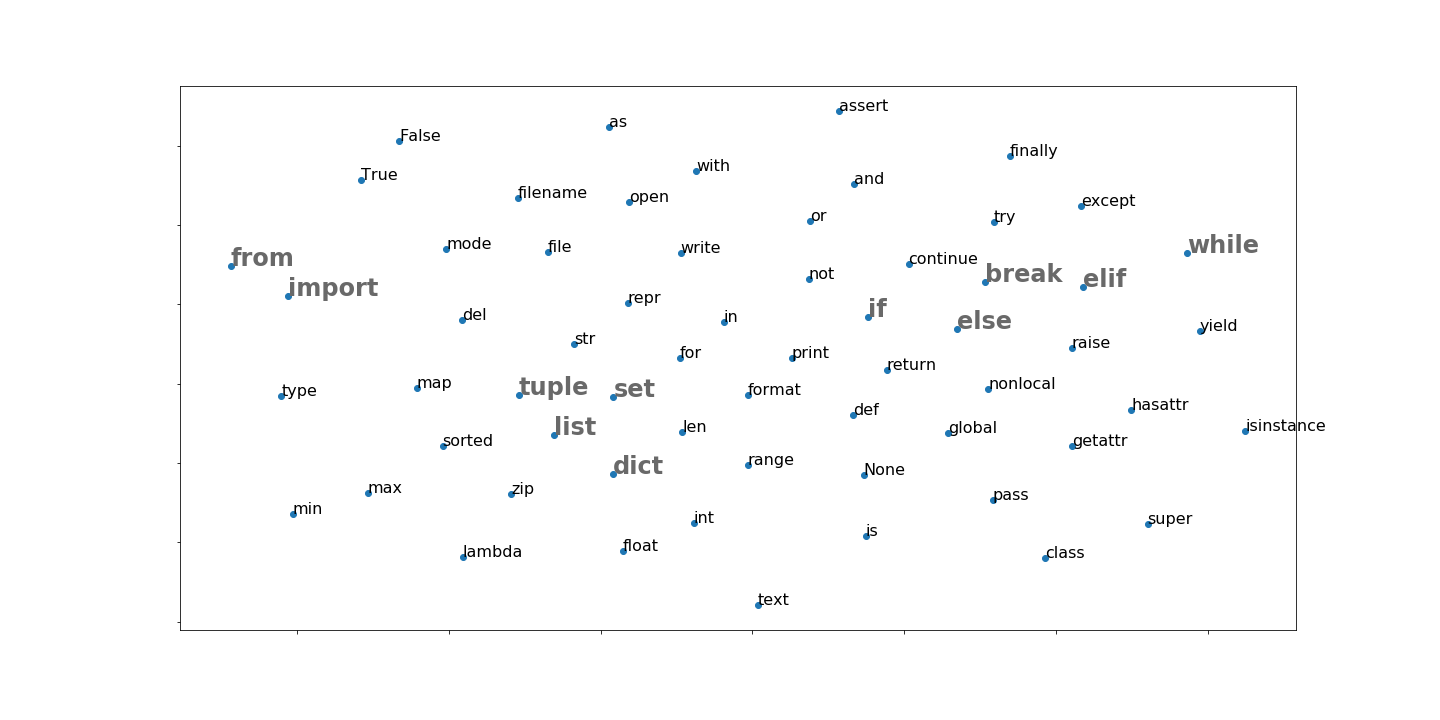 assert
as
False
finally
with
True
and
filename
open
except
or
try
mode
file
write
while
from
continue
not
break
elif
import
repr
if
del
in
else
yield
str
for
print
raise
return
type
map
tuple
set
format
nonlocal
def
hasattr
list
len
global
isinstance
sorted
getattr
dict
range
None
max
zip
pass
min
int
super
is
lambda
float
class
text